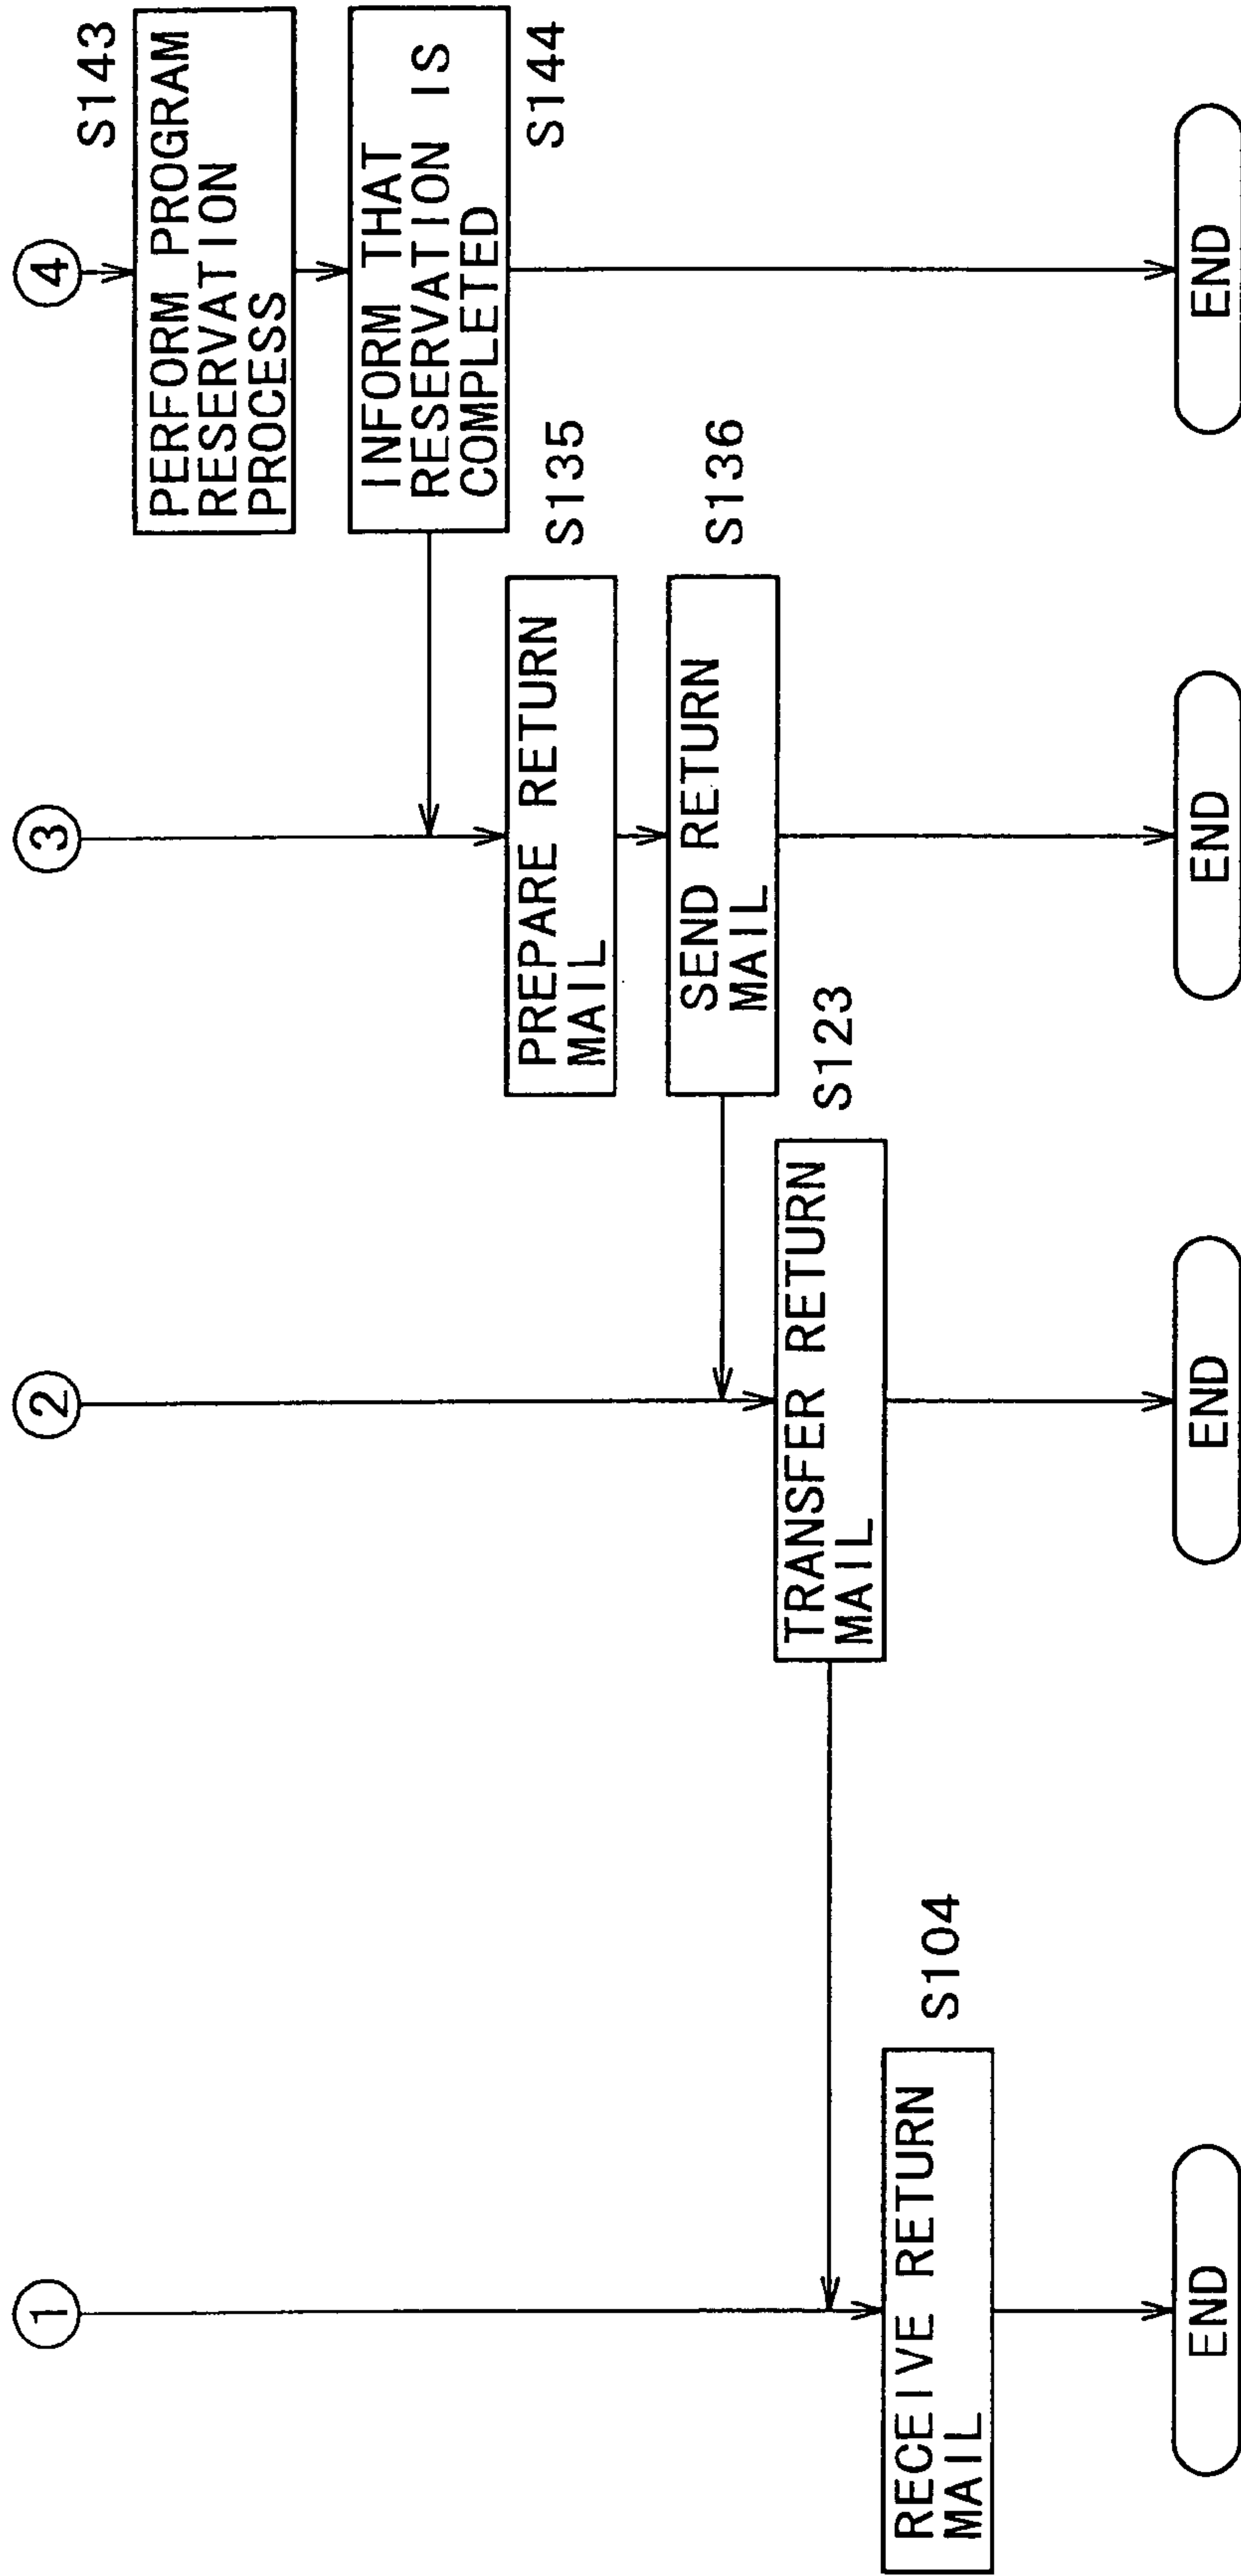 1
2
3
4
S143
PERFORM PROGRAM
RESERVATION
PROCESS
INFORM THAT
RESERVATION IS
COMPLETED
S144
S135
PREPARE RETURN
MAIL
S136
SEND RETURN
MAIL
S123
TRANSFER RETURN
MAIL
S104
RECEIVE RETURN
MAIL
END
END
END
END